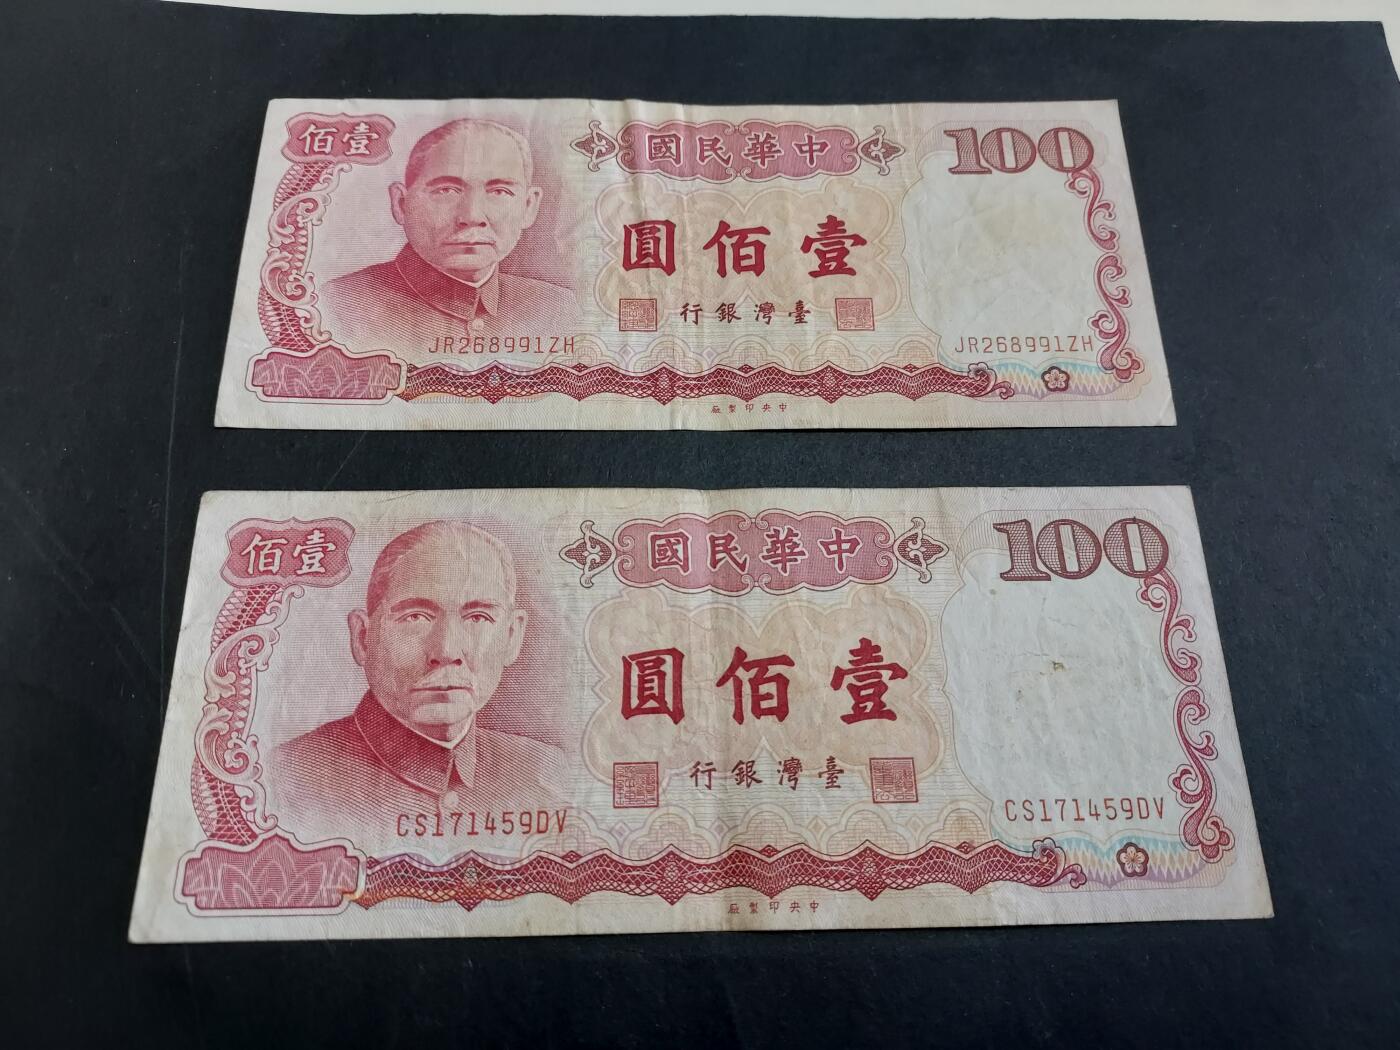 壹佰
中華民國
100
壹佰圓
臺灣銀行
JR268991ZH
JR268991ZH
中央印製廠
壹佰
中華民國
100
壹佰圓
臺灣銀行
CS171459DV
CS171459DV
中央印製廠